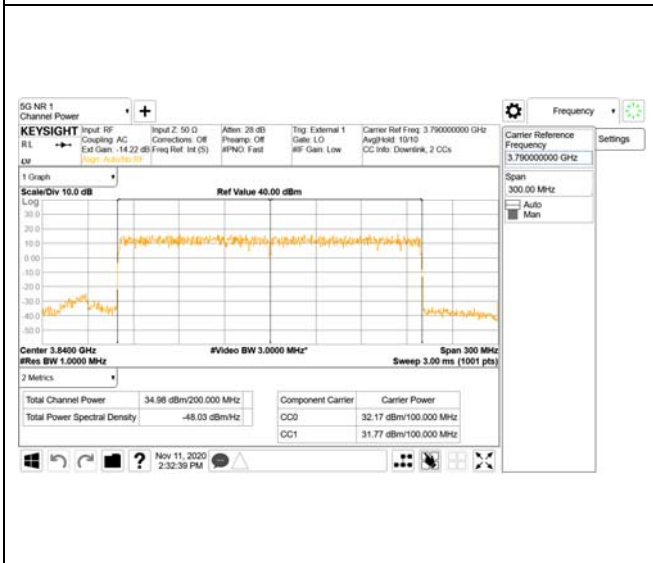 5G NR 1
Channel Power
+
Frequency
KEYSIGHT
RL
Input: RF
Coupling: AC
Ext Gain: -14.22 dB
Align: Auto/No RF
Input Z: 50 Ω
Corrections: Off
Freq Ref: Int (S)
Atten: 28 dB
Preamp: Off
#PNO: Fast
Trig: External 1
Gate: LO
#IF Gain: Low
Carrier Ref Freq: 3.790000000 GHz
Avg|Hold: 10/10
CC Info: Downlink, 2 CCs
Carrier Reference
Frequency
3.790000000 GHz
Settings
Span
300.00 MHz
Auto
Man
1 Graph
Scale/Div 10.0 dB
Ref Value 40.00 dBm
Log
30.0
20.0
10.0
0.00
-10.0
-20.0
-30.0
-40.0
-50.0
Center 3.8400 GHz
#Video BW 3.0000 MHz*
Span 300 MHz
#Res BW 1.0000 MHz
Sweep 3.00 ms (1001 pts)
2 Metrics
Total Channel Power
34.98 dBm/200.000 MHz
Total Power Spectral Density
-48.03 dBm/Hz
Component Carrier
Carrier Power
CC0
32.17 dBm/100.000 MHz
CC1
31.77 dBm/100.000 MHz
?
Nov 11, 2020
2:32:39 PM